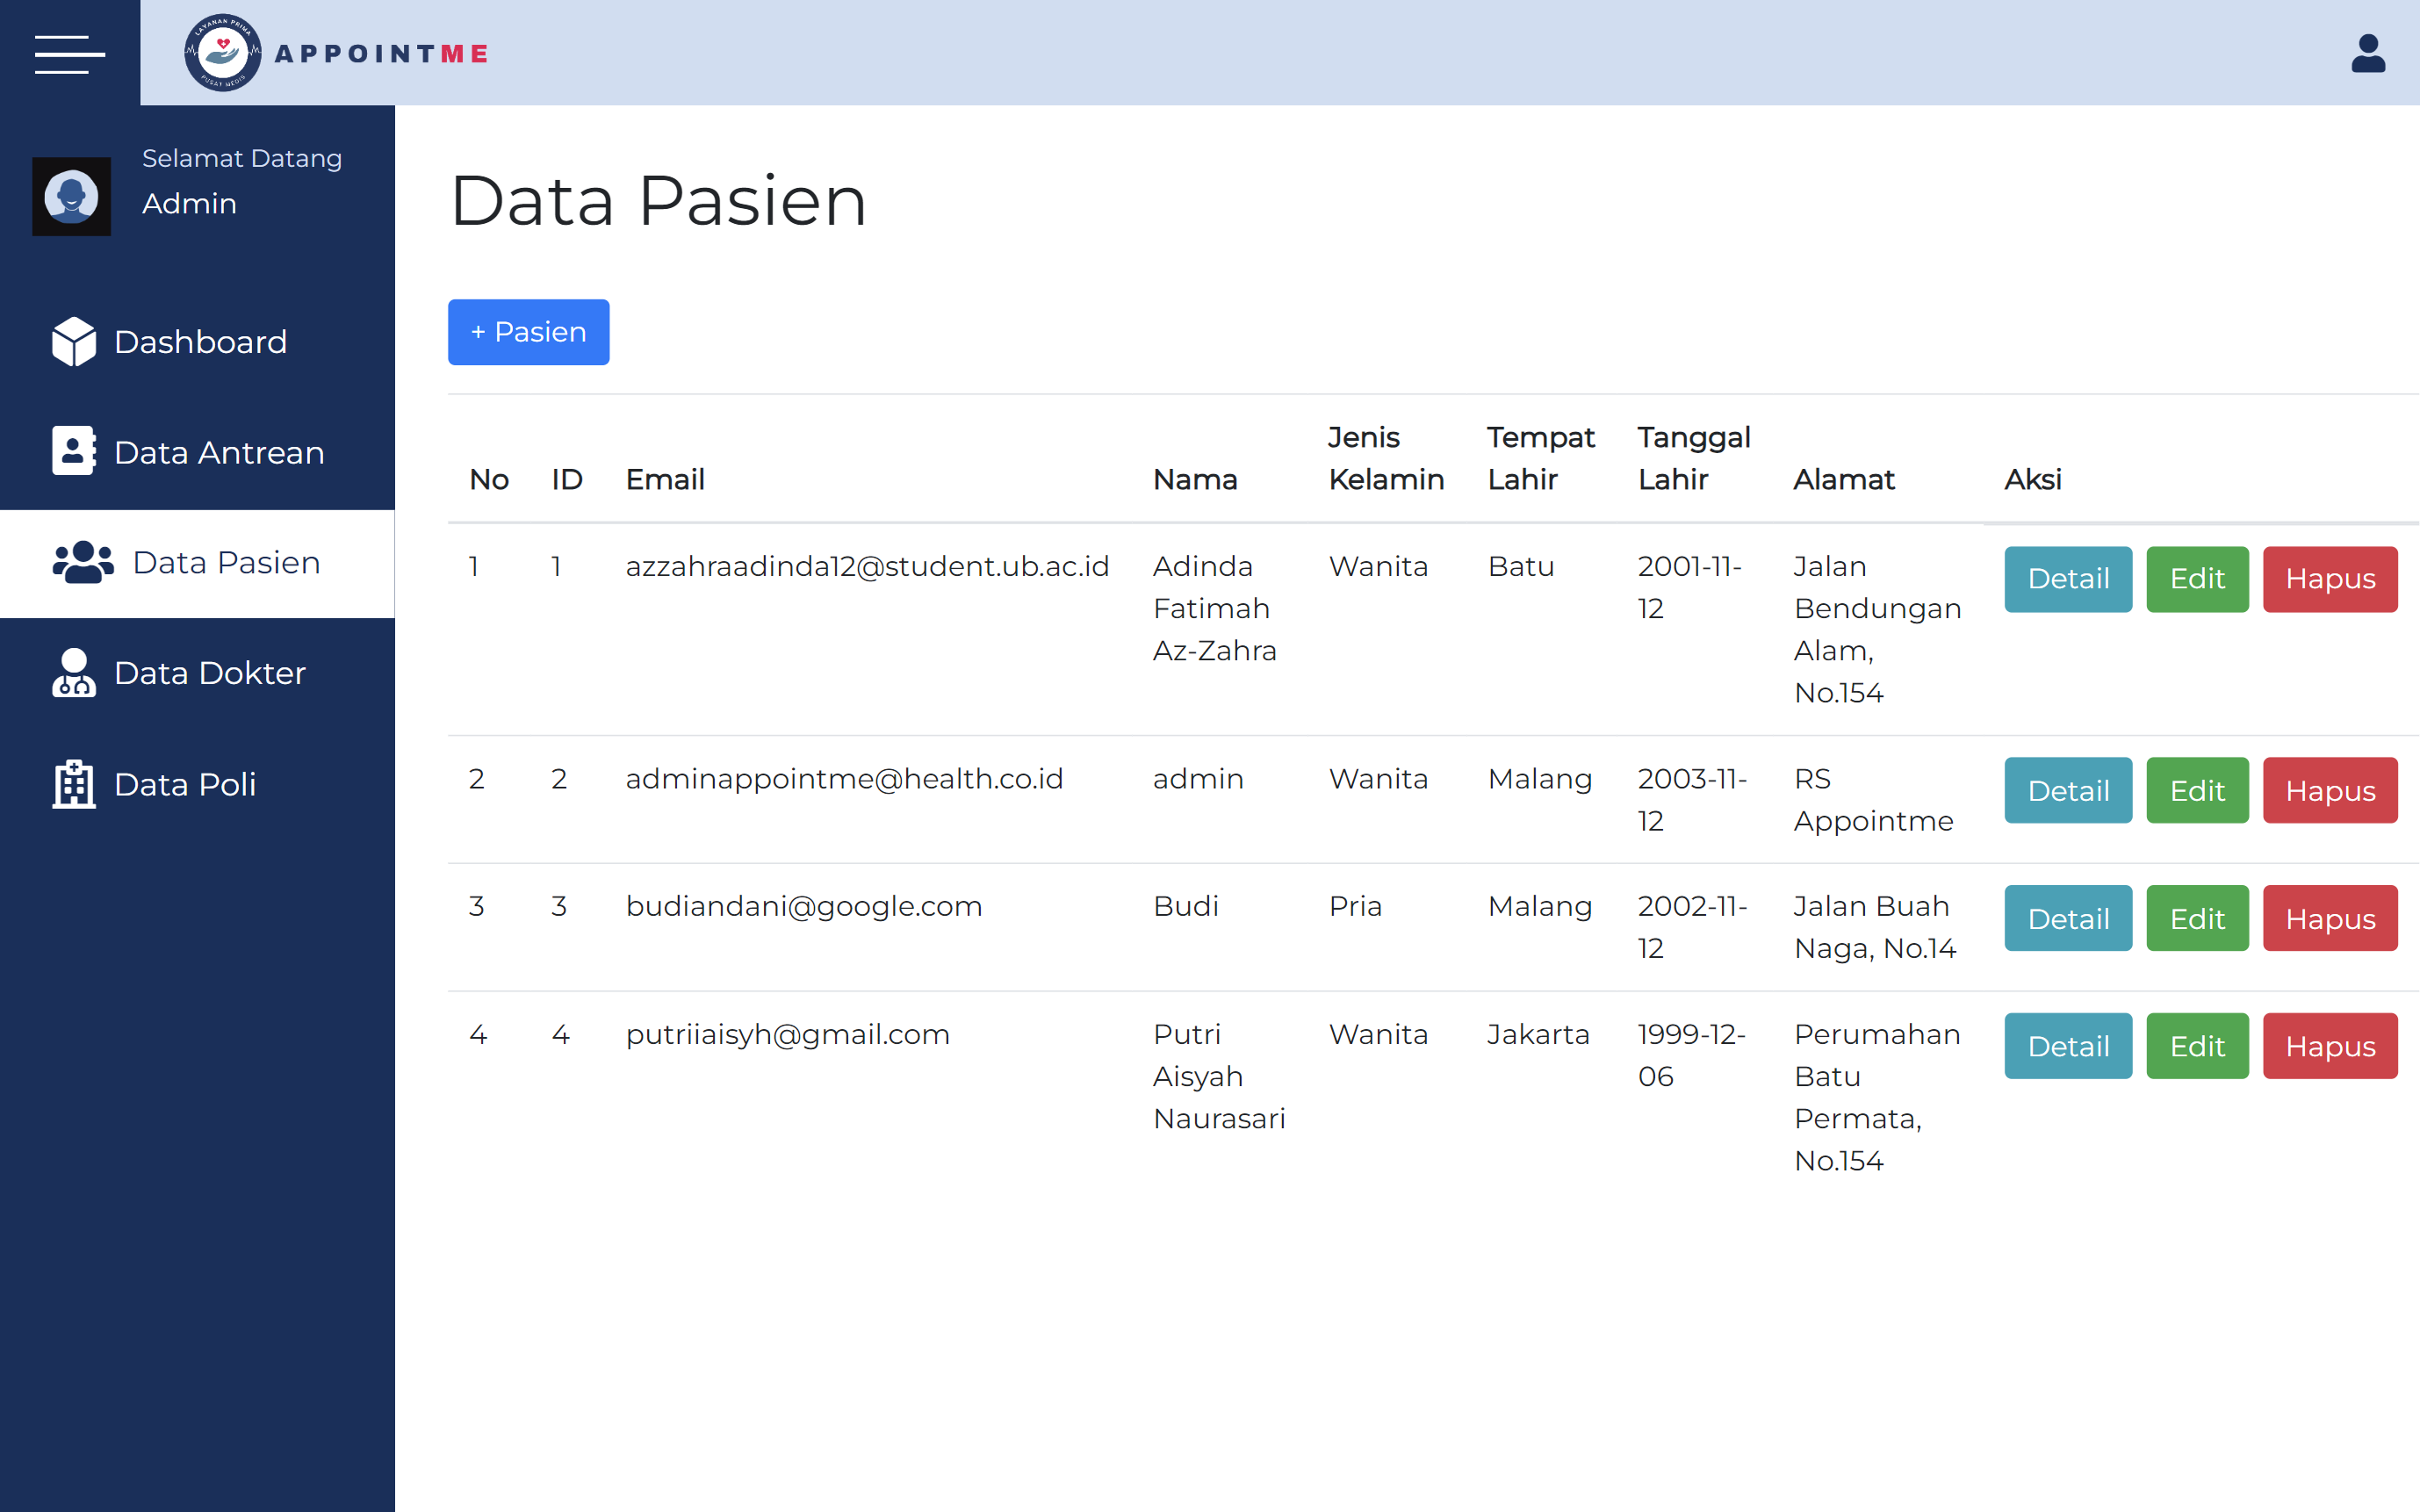 LAYANAN PRIMA
PUSAT MEDIS
APPOINTME
Selamat Datang
Admin
Dashboard
Data Antrean
Data Pasien
Data Dokter
Data Poli
Data Pasien
+ Pasien
No ID Email Nama Jenis Kelamin Tempat Lahir Tanggal Lahir Alamat Aksi
1 1 azzahraadinda12@student.ub.ac.id Adinda Wanita Batu 2001-11- Jalan Detail Edit Hapus
Fatimah 12 Bendungan
Az-Zahra Alam,
No.154
2 2 adminappointme@health.co.id admin Wanita Malang 2003-11- RS Detail Edit Hapus
12 Appointme
3 3 budiandani@google.com Budi Pria Malang 2002-11- Jalan Buah Detail Edit Hapus
12 Naga, No.14
4 4 putriiaisyh@gmail.com Putri Wanita Jakarta 1999-12- Perumahan Detail Edit Hapus
Aisyah 06 Batu
Naurasari Permata,
No.154